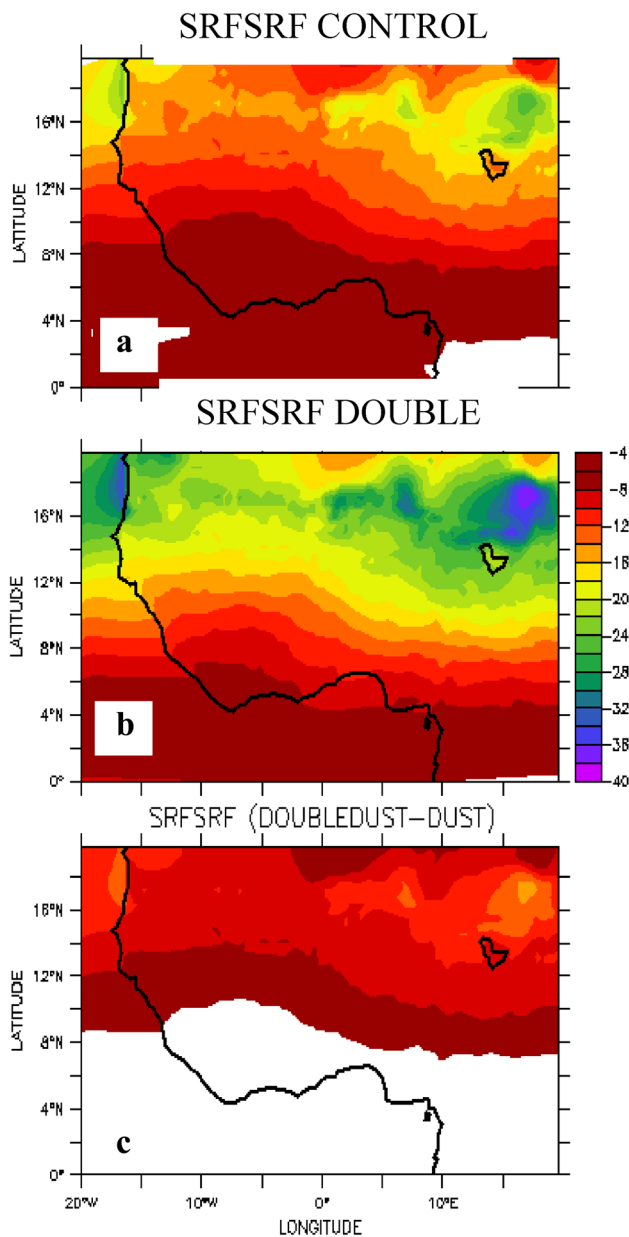 SRFSRF CONTROL
16°N
12°N
8°N
4°N
0°
LATITUDE
a
SRFSRF DOUBLE
16°N
12°N
8°N
4°N
0°
LATITUDE
b
-4
-8
-12
-16
-20
-24
-28
-32
-36
-40
SRFSRF (DOUBLEDUST-DUST)
16°N
12°N
8°N
4°N
0°
LATITUDE
c
20°W
10°W
0°
10°E
LONGITUDE